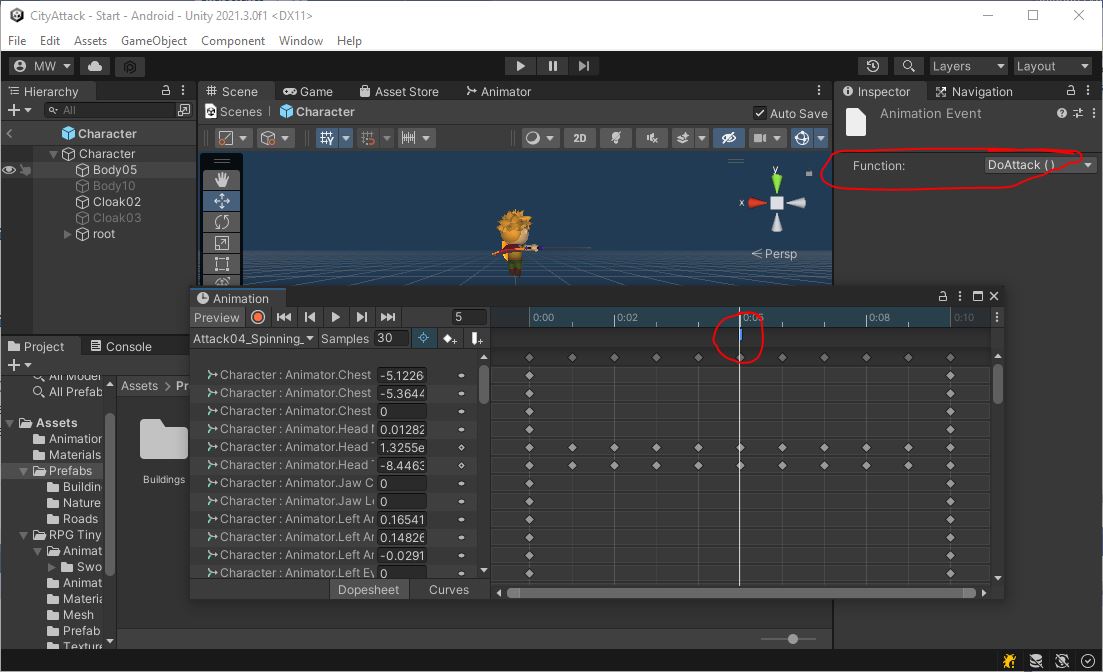 CityAttack - Start - Android - Unity 2021.3.0f1 <DX11>
File Edit Assets GameObject Component Window Help
MW Layers Layout
Hierarchy
All
Character
Character
Body05
Body10
Cloak02
Cloak03
root
Scene Game Asset Store Animator
Scenes Character Auto Save
2D
y
x
Persp
Inspector Navigation
Animation Event
Function: DoAttack ( )
Animation
Preview 5 0:00 0:02 0:05 0:08 0:10
Attack04_Spinning_ Samples 30
Character : Animator.Chest -5.1226
Character : Animator.Chest -5.3644
Character : Animator.Chest 0
Character : Animator.Head 0.01282
Character : Animator.Head 1.3255e
Character : Animator.Head -8.4463
Character : Animator.Jaw C 0
Character : Animator.Jaw Le 0
Character : Animator.Left Ar 0.16541
Character : Animator.Left Ar 0.14826
Character : Animator.Left Ar -0.0291
Character : Animator.Left Ey 0
Dopesheet Curves
Project Console
All Model
All Prefab
Assets
Animation
Materials
Prefabs
Building
Nature
Roads
RPG Tiny
Animat
Swo
Animat
Materia
Mesh
Prefab
Texture
Assets > Pr
Buildings